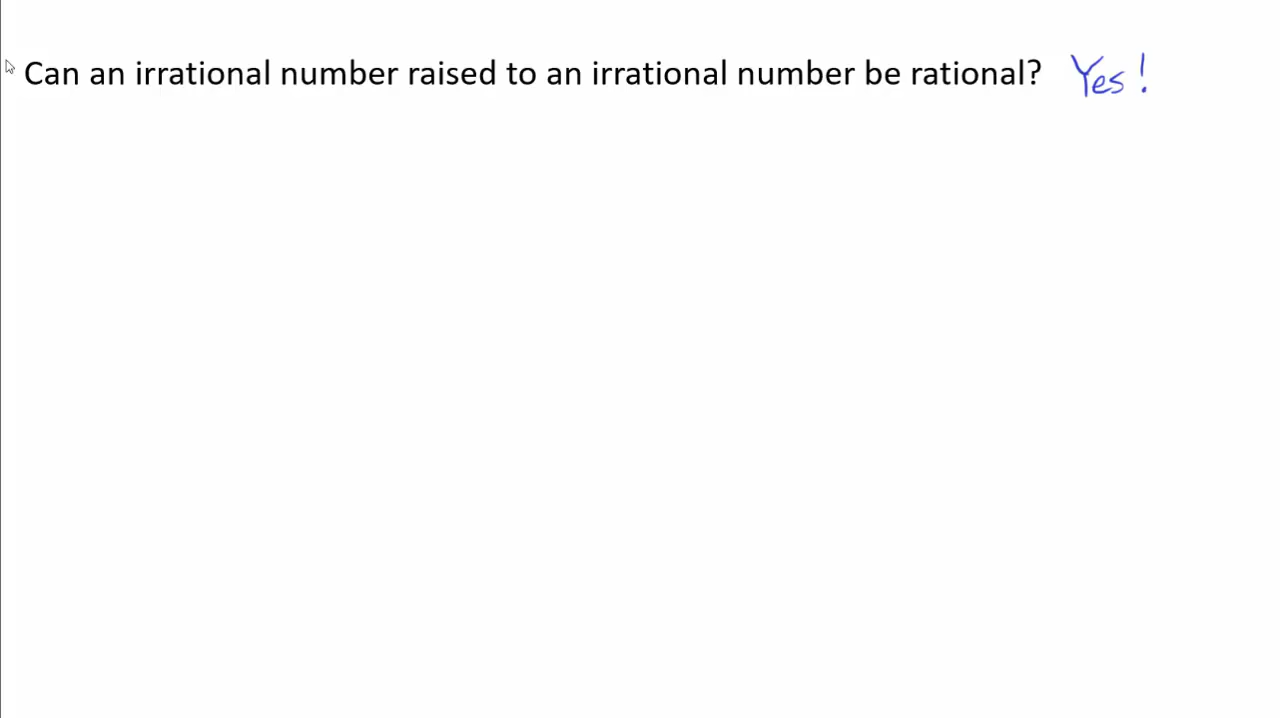 Can an irrational number raised to an irrational number be rational? Yes!